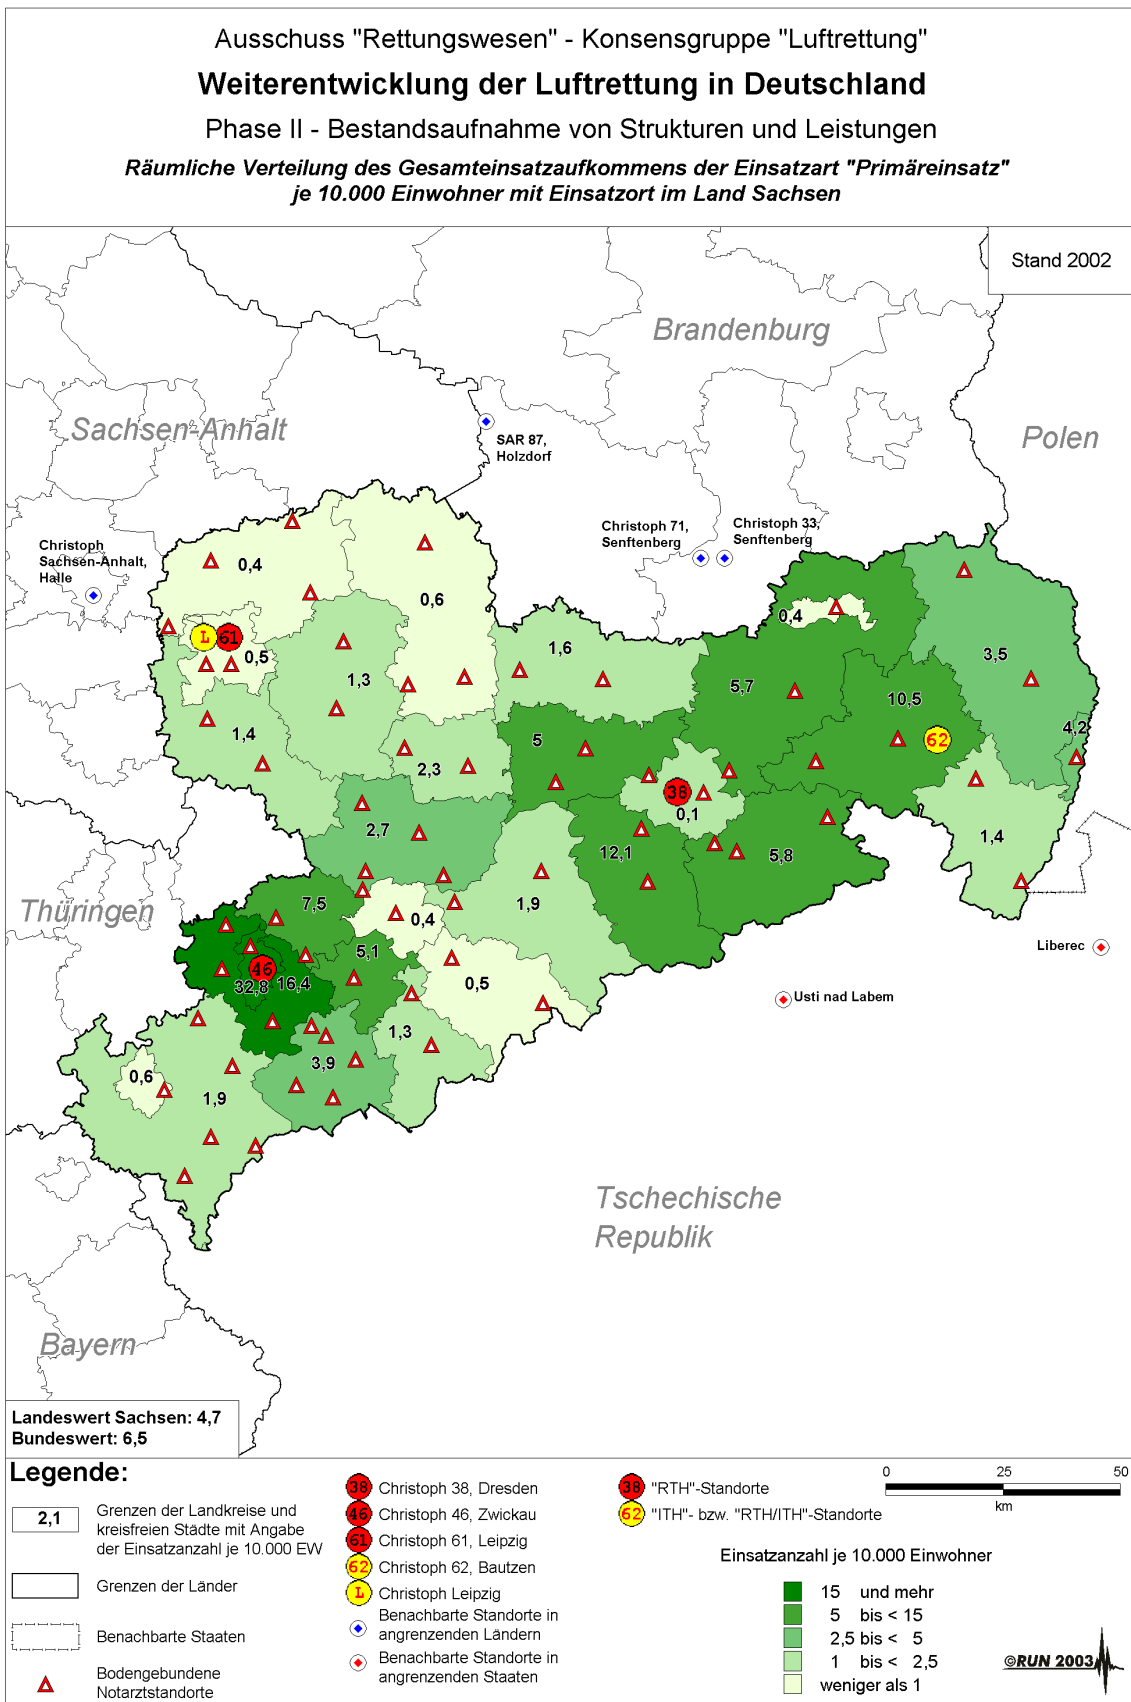 Ausschuss "Rettungswesen" - Konsensgruppe "Luftrettung"
Weiterentwicklung der Luftrettung in Deutschland
Phase II - Bestandsaufnahme von Strukturen und Leistungen
Räumliche Verteilung des Gesamteinsatzaufkommens der Einsatzart "Primäreinsatz"
je 10.000 Einwohner mit Einsatzort im Land Sachsen
Stand 2002
Brandenburg
Sachsen-Anhalt
Polen
SAR 87,
Holzdorf
Christoph 71,
Senftenberg
Christoph 33,
Senftenberg
Christoph
Sachsen-Anhalt,
Halle
0,4
0,6
0,4
L
61
0,5
1,6
3,5
1,3
5,7
10,5
1,4
5
4,2
62
2,3
38
0,1
2,7
12,1
5,8
1,4
Thüringen
7,5
0,4
1,9
5,1
Liberec
46
32,8
16,4
0,5
Usti nad Labem
1,3
3,9
0,6
1,9
Tschechische
Republik
Bayern
Landeswert Sachsen: 4,7
Bundeswert: 6,5
Legende:
2,1
Grenzen der Landkreise und
kreisfreien Städte mit Angabe
der Einsatzanzahl je 10.000 EW
Grenzen der Länder
Benachbarte Staaten
Bodengebundene
Notarztstandorte
38 Christoph 38, Dresden
46 Christoph 46, Zwickau
61 Christoph 61, Leipzig
62 Christoph 62, Bautzen
L Christoph Leipzig
Benachbarte Standorte in
angrenzenden Ländern
Benachbarte Standorte in
angrenzenden Staaten
38 "RTH"-Standorte
62 "ITH"- bzw. "RTH/ITH"-Standorte
0 25 50
km
Einsatzanzahl je 10.000 Einwohner
15 und mehr
5 bis < 15
2,5 bis < 5
1 bis < 2,5
weniger als 1
©RUN 2003